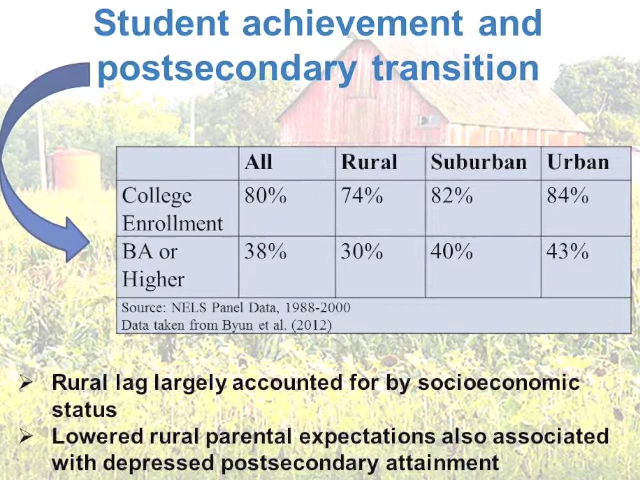 Student achievement and
postsecondary transition
All Rural Suburban Urban
College Enrollment 80% 74% 82% 84%
BA or Higher 38% 30% 40% 43%
Source: NELS Panel Data, 1988-2000
Data taken from Byun et al. (2012)
Rural lag largely accounted for by socioeconomic
status
Lowered rural parental expectations also associated
with depressed postsecondary attainment